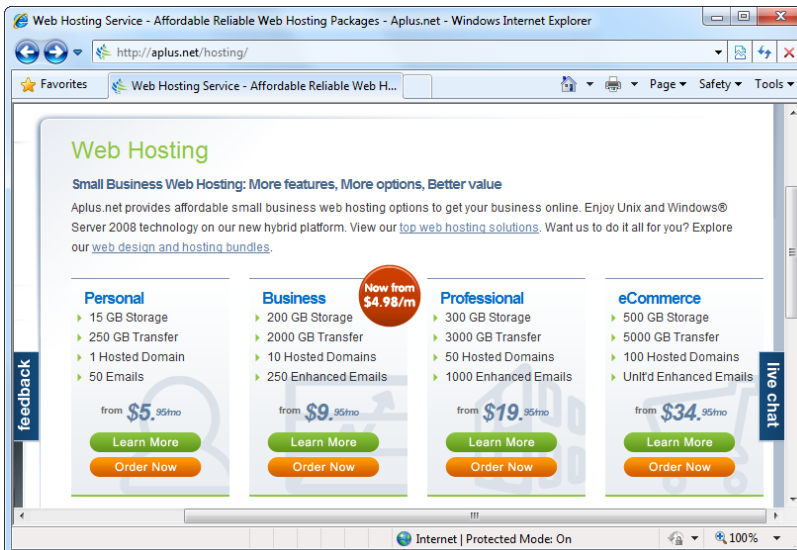 Web Hosting Service - Affordable Reliable Web Hosting Packages - Aplus.net - Windows Internet Explorer
http://aplus.net/hosting/
Favorites
Web Hosting Service - Affordable Reliable Web H...
Page
Safety
Tools
Web Hosting
Small Business Web Hosting: More features, More options, Better value
Aplus.net provides affordable small business web hosting options to get your business online. Enjoy Unix and Windows®
Server 2008 technology on our new hybrid platform. View our top web hosting solutions. Want us to do it all for you? Explore
our web design and hosting bundles.
Personal
15 GB Storage
250 GB Transfer
1 Hosted Domain
50 Emails
from $5.95/mo
Learn More
Order Now
Business
Now from
$4.98/m
200 GB Storage
2000 GB Transfer
10 Hosted Domains
250 Enhanced Emails
from $9.95/mo
Learn More
Order Now
Professional
300 GB Storage
3000 GB Transfer
50 Hosted Domains
1000 Enhanced Emails
from $19.95/mo
Learn More
Order Now
eCommerce
500 GB Storage
5000 GB Transfer
100 Hosted Domains
Unlt'd Enhanced Emails
from $34.95/mo
Learn More
Order Now
feedback
live chat
Internet | Protected Mode: On
100%